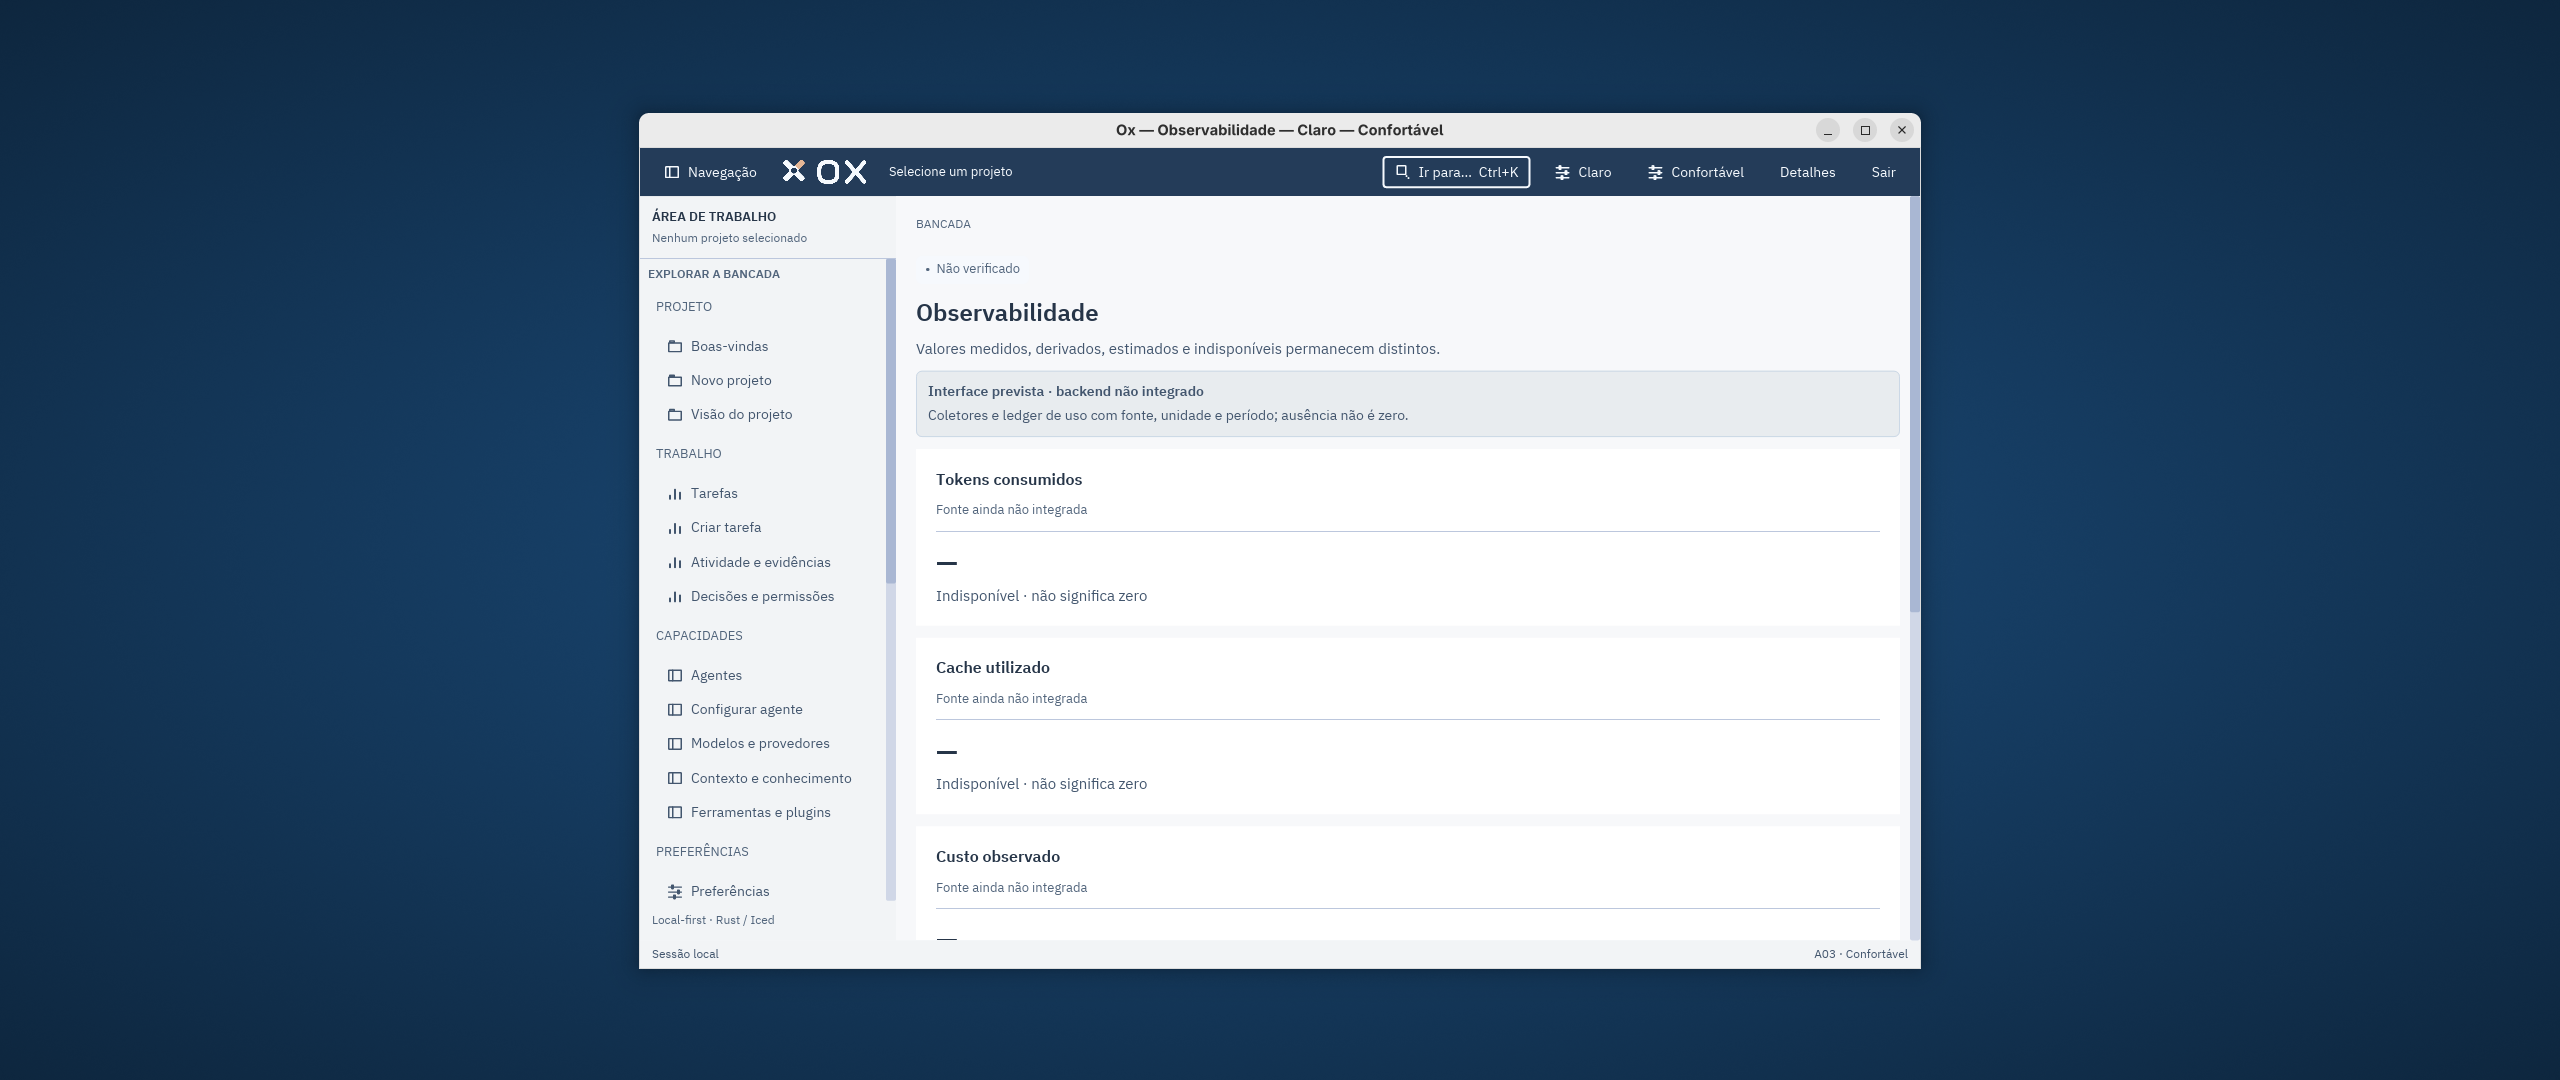 Ox — Observabilidade — Claro — Confortável
Navegação
OX
Selecione um projeto
Ir para... Ctrl+K
Claro
Confortável
Detalhes
Sair
ÁREA DE TRABALHO
Nenhum projeto selecionado
EXPLORAR A BANCADA
PROJETO
Boas-vindas
Novo projeto
Visão do projeto
TRABALHO
Tarefas
Criar tarefa
Atividade e evidências
Decisões e permissões
CAPACIDADES
Agentes
Configurar agente
Modelos e provedores
Contexto e conhecimento
Ferramentas e plugins
PREFERÊNCIAS
Preferências
Local-first · Rust / Iced
BANCADA
• Não verificado
Observabilidade
Valores medidos, derivados, estimados e indisponíveis permanecem distintos.
Interface prevista · backend não integrado
Coletores e ledger de uso com fonte, unidade e período; ausência não é zero.
Tokens consumidos
Fonte ainda não integrada
—
Indisponível · não significa zero
Cache utilizado
Fonte ainda não integrada
—
Indisponível · não significa zero
Custo observado
Fonte ainda não integrada
—
Sessão local
A03 · Confortável